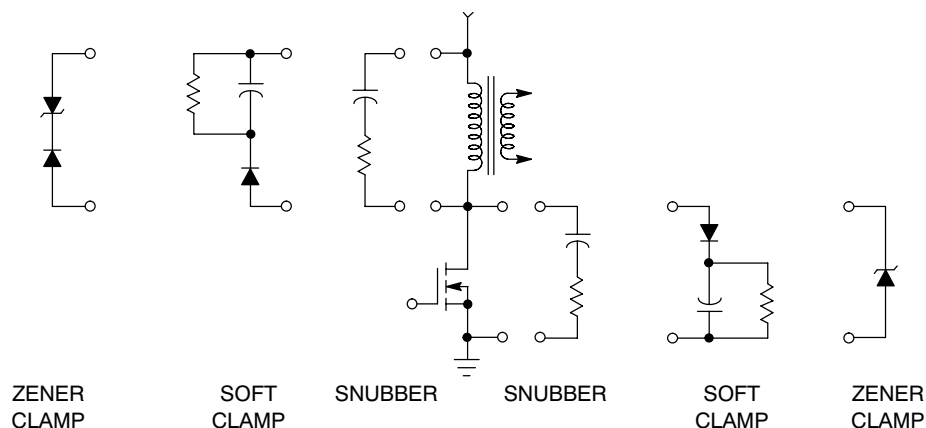 ZENER
CLAMP
SOFT
CLAMP
SNUBBER
SNUBBER
SOFT
CLAMP
ZENER
CLAMP